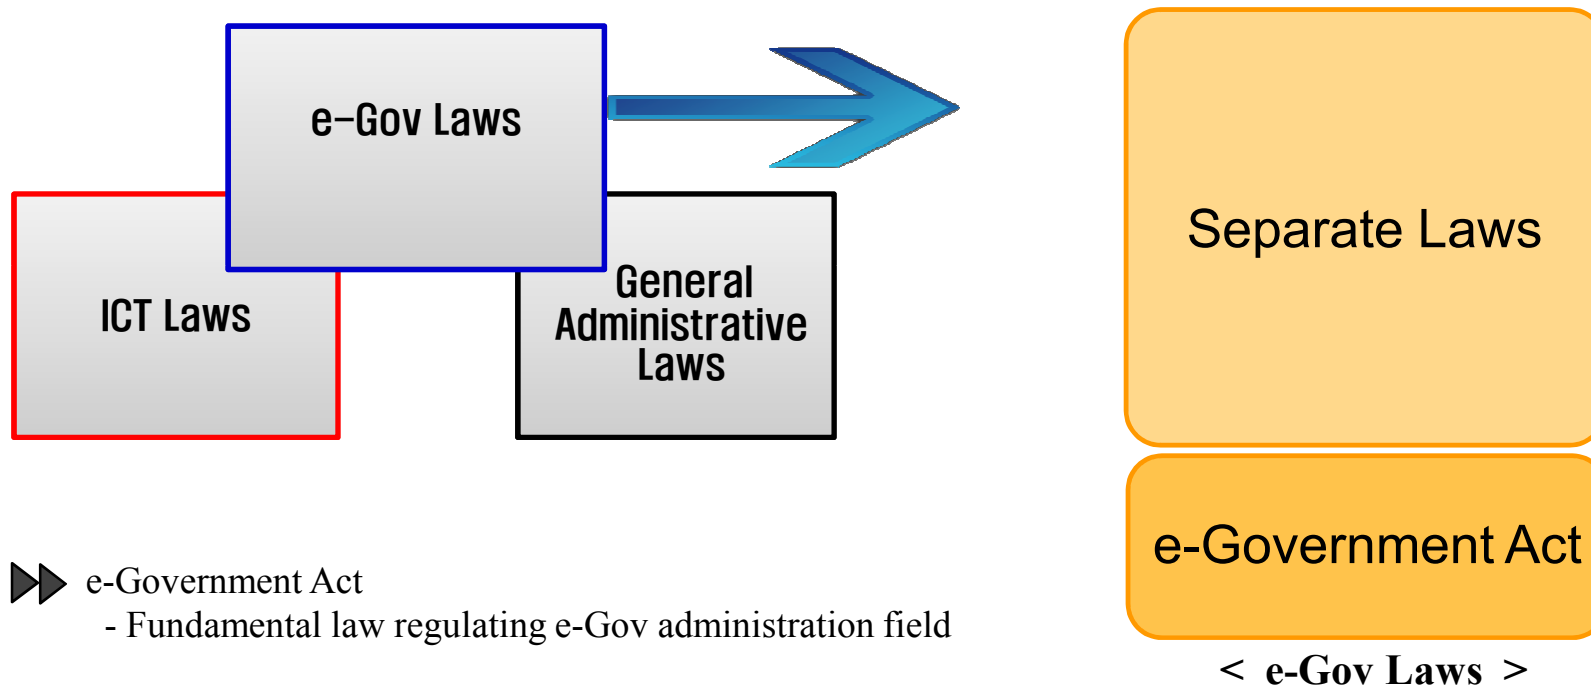 e-Gov Laws
ICT Laws
General
Administrative
Laws
Separate Laws
e-Government Act
< e-Gov Laws >
e-Government Act
- Fundamental law regulating e-Gov administration field